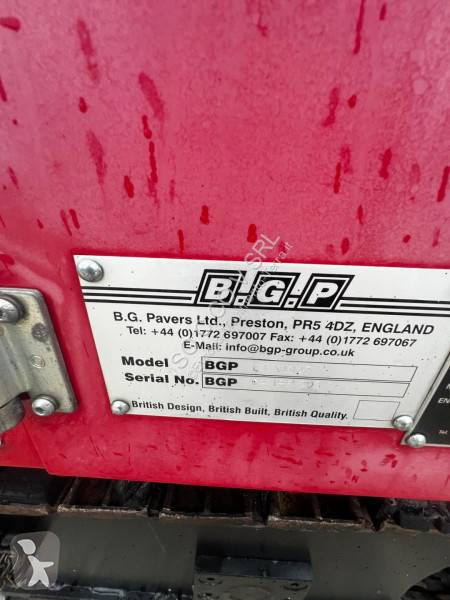 B.G.P
B.G. Pavers Ltd., Preston, PR5 4DZ, ENGLAND
Tel: +44 (0)1772 697007 Fax: +44 (0)1772 697067
E-Mail: info@bgp-group.co.uk
Model BGP
Serial No. BGP
British Design, British Built, British Quality.